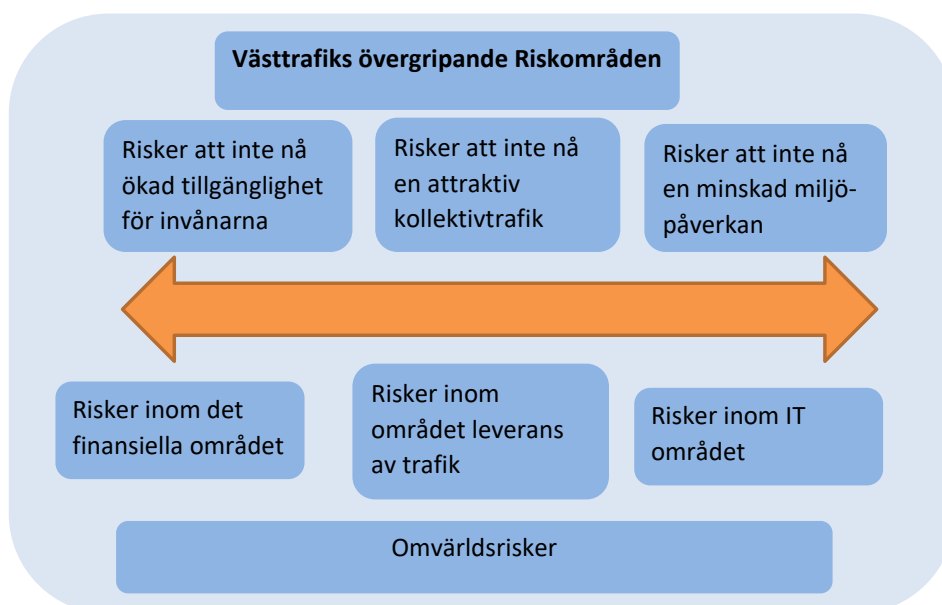 Västtrafiks övergripande Riskområden
Risker att inte nå
ökad tillgänglighet
för invånarna
Risker att inte nå
en attraktiv
kollektivtrafik
Risker att inte nå
en minskad miljö-
påverkan
Risker inom det
finansiella området
Risker inom
området leverans
av trafik
Risker inom IT
området
Omvärldsrisker